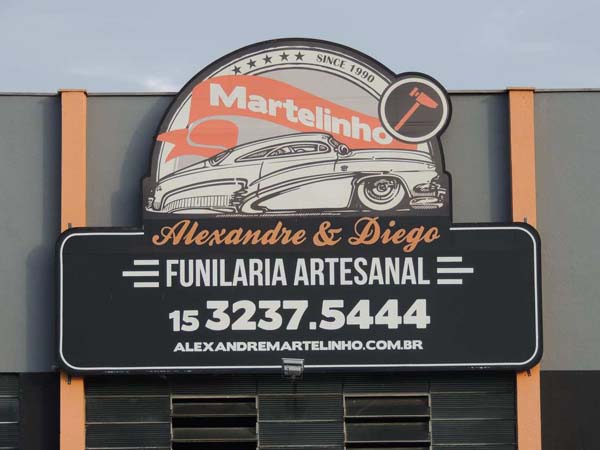 SINCE 1990
Martelinho
Alexandre & Diego
FUNILARIA ARTESANAL
15 3237.5444
ALEXANDREMARTELINHO.COM.BR